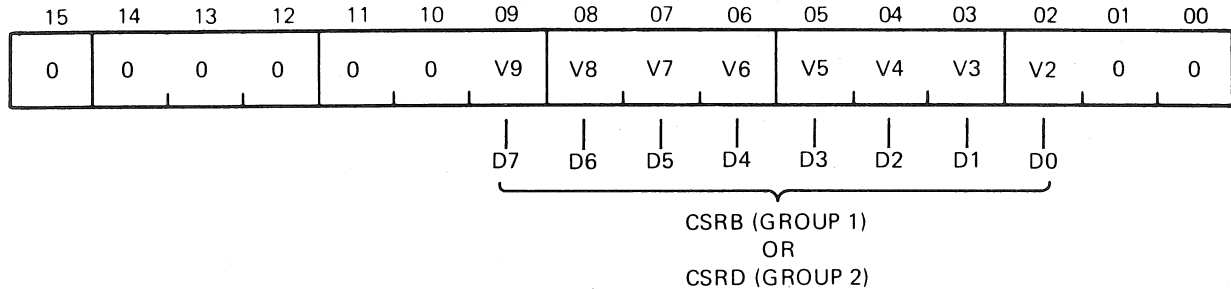 15 14 13 12 11 10 09 08 07 06 05 04 03 02 01 00
0 0 0 0 0 0 V9 V8 V7 V6 V5 V4 V3 V2 0 0
D7 D6 D5 D4 D3 D2 D1 D0
CSRB (GROUP 1)
OR
CSRD (GROUP 2)